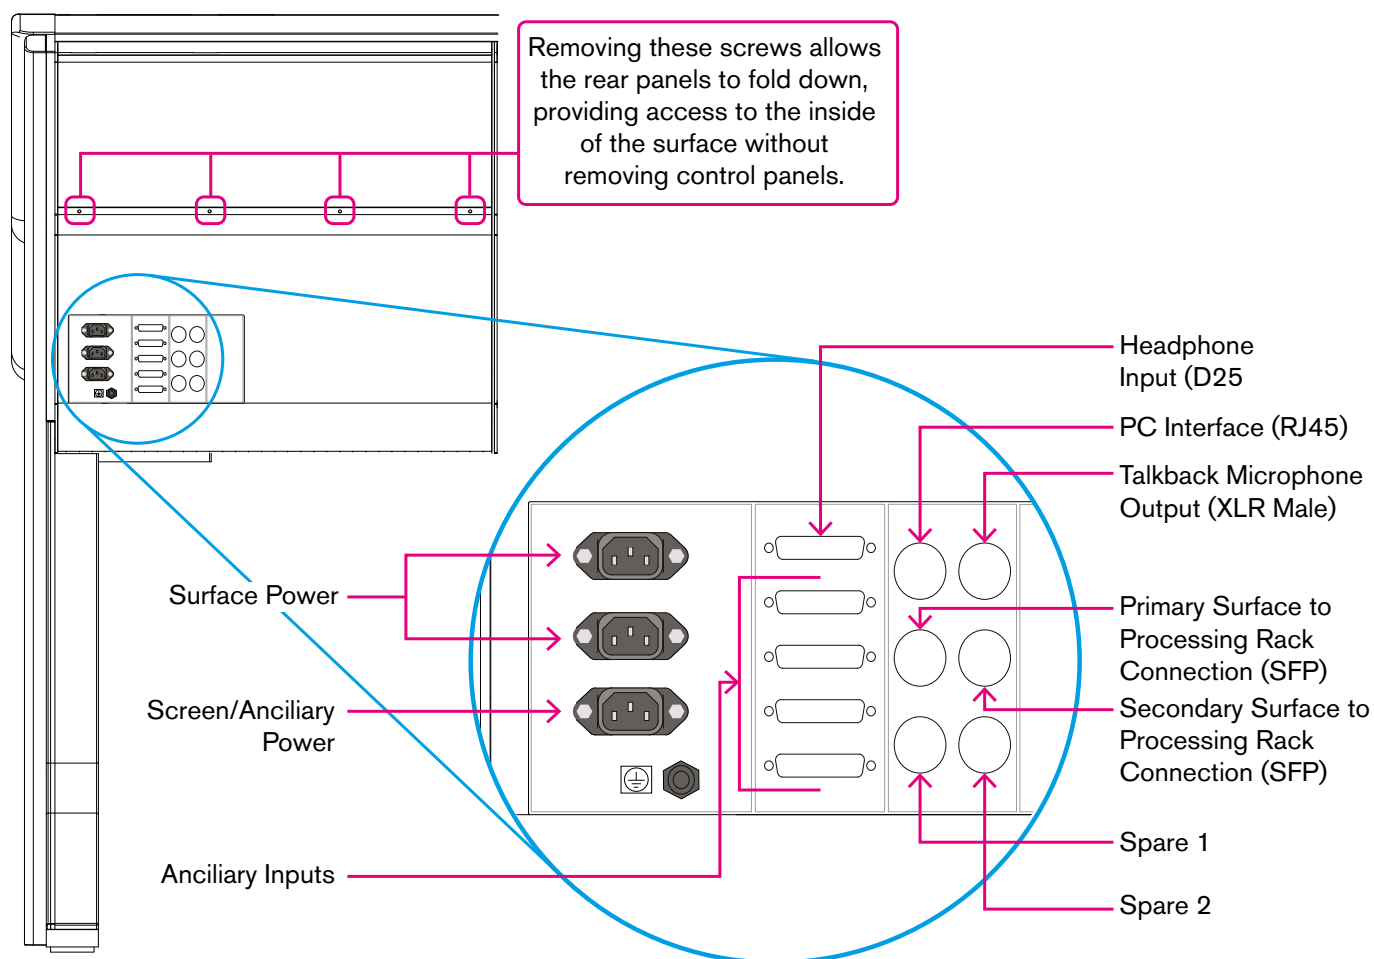 Removing these screws allows
the rear panels to fold down,
providing access to the inside
of the surface without
removing control panels.
Headphone
Input (D25
PC Interface (RJ45)
Talkback Microphone
Output (XLR Male)
Surface Power
Primary Surface to
Processing Rack
Connection (SFP)
Screen/Anciliary
Power
Secondary Surface to
Processing Rack
Connection (SFP)
Spare 1
Anciliary Inputs
Spare 2